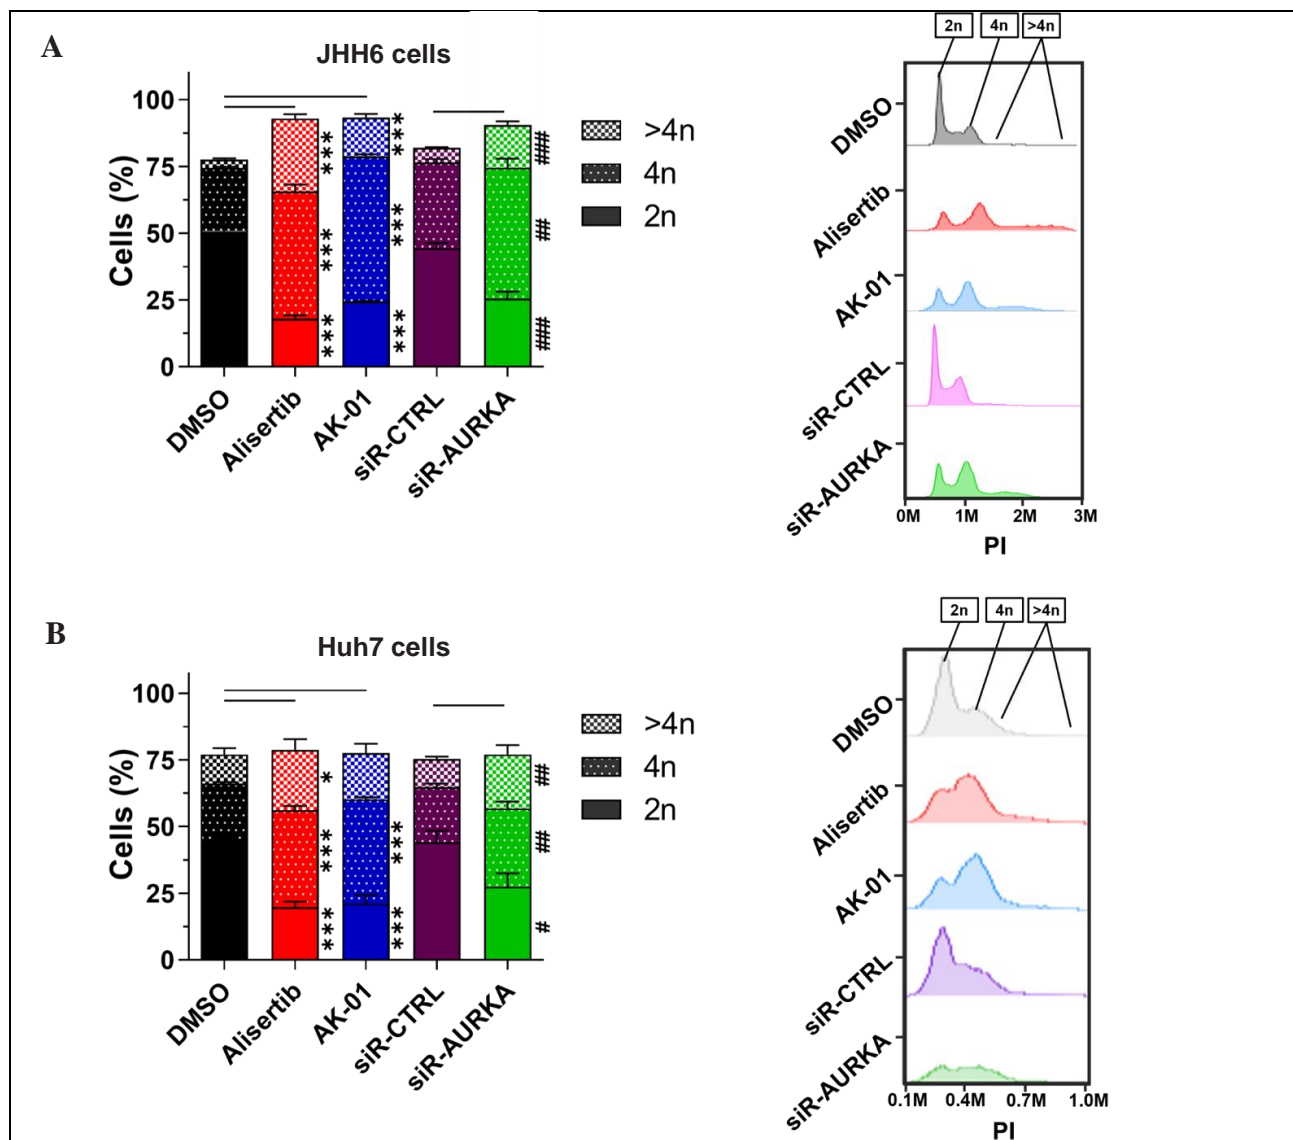 A
JHH6 cells
Cells (%)
100
75
50
25
0
***
***
***
***
***
***
###
##
###
DMSO
Alisertib
AK-01
siR-CTRL
siR-AURKA
>4n
4n
2n
2n
4n
>4n
DMSO
Alisertib
AK-01
siR-CTRL
siR-AURKA
0M
1M
2M
3M
PI
B
Huh7 cells
Cells (%)
100
75
50
25
0
*
***
***
***
***
##
##
#
DMSO
Alisertib
AK-01
siR-CTRL
siR-AURKA
>4n
4n
2n
2n
4n
>4n
DMSO
Alisertib
AK-01
siR-CTRL
siR-AURKA
0.1M
0.4M
0.7M
1.0M
PI